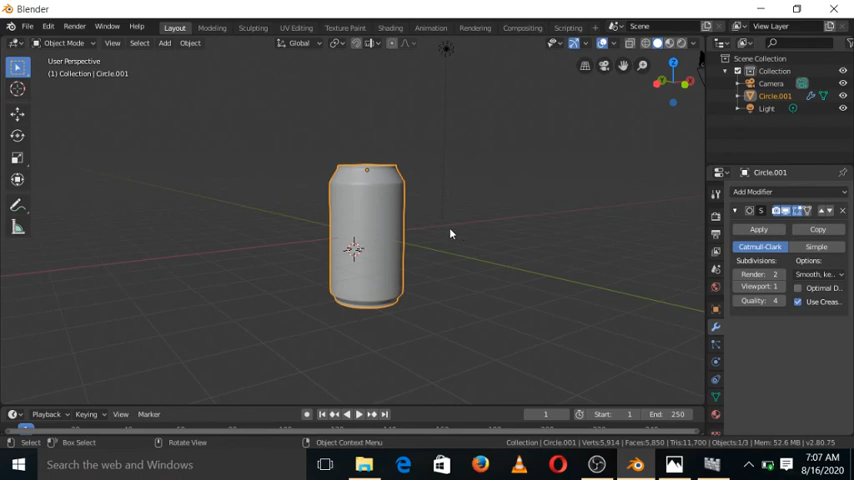 Blender
File Edit Render Window Help Layout Modeling Sculpting UV Editing Texture Paint Shading Animation Rendering Compositing Scripting Scene View Layer
Object Mode View Select Add Object Global
User Perspective
(1) Collection | Circle.001
Scene Collection
Collection
Camera
Circle.001
Light
Circle.001
Add Modifier
S
Apply Copy
Catmull-Clark Simple
Subdivisions: Options:
Render: 2 Smooth, ke..
Viewport: 1 Optimal D..
Quality: 4 Use Creas..
Z
Playback Keying View Marker 1 Start: 1 End: 250
Select Box Select Rotate View Object Context Menu Collection | Circle.001 | Verts:5,914 | Faces:5,850 | Tris:11,700 | Objects:1/3 | Mem: 52.6 MB | v2.80.75
Search the web and Windows
7:07 AM
8/16/2020